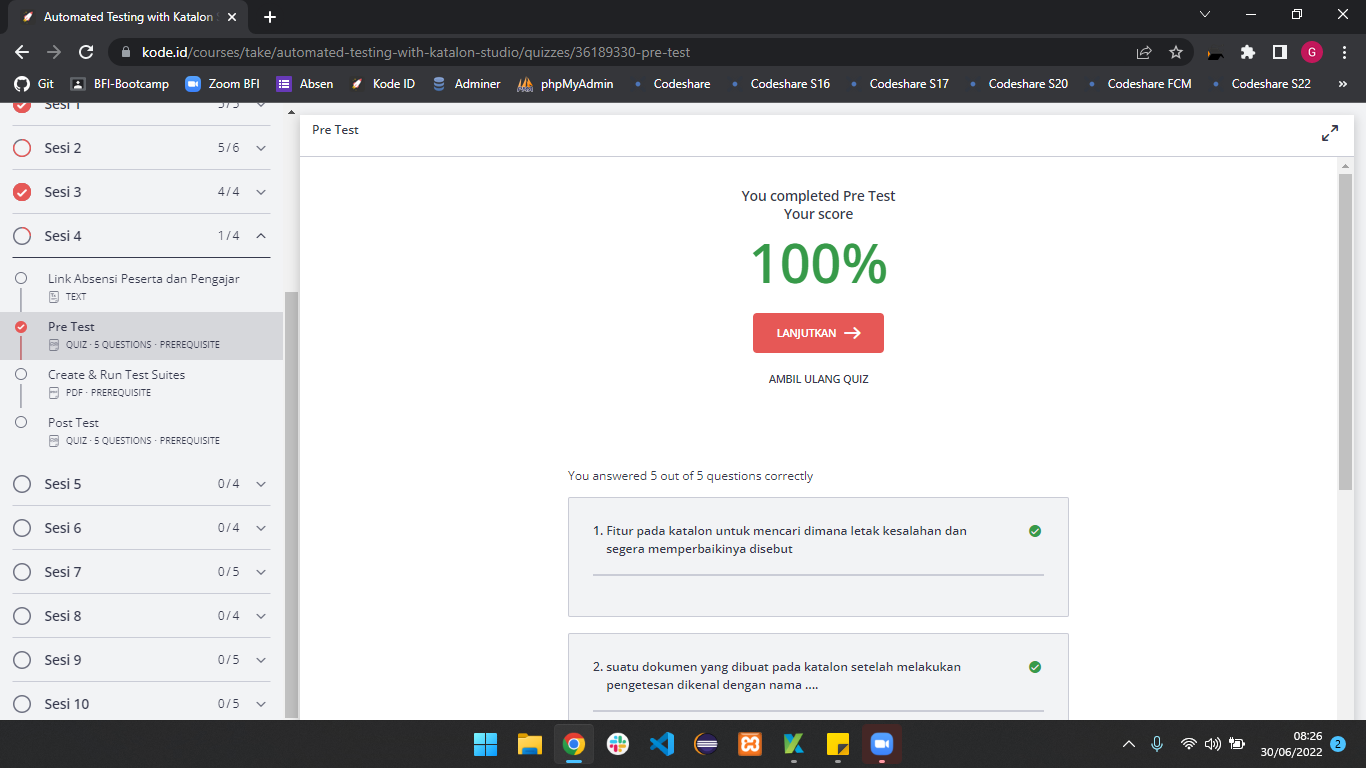 Automated Testing with Katalon S
kode.id/courses/take/automated-testing-with-katalon-studio/quizzes/36189330-pre-test
G
Git
BFI-Bootcamp
Zoom BFI
Absen
Kode ID
Adminer
phpMyAdmin
Codeshare
Codeshare S16
Codeshare S17
Codeshare S20
Codeshare FCM
Codeshare S22
»
Sesi 1 5/5
Sesi 2 5/6
Sesi 3 4/4
Sesi 4 1/4
Link Absensi Peserta dan Pengajar
TEXT
Pre Test
QUIZ · 5 QUESTIONS · PREREQUISITE
Create & Run Test Suites
PDF · PREREQUISITE
Post Test
QUIZ · 5 QUESTIONS · PREREQUISITE
Sesi 5 0/4
Sesi 6 0/4
Sesi 7 0/5
Sesi 8 0/4
Sesi 9 0/5
Sesi 10 0/5
Pre Test
You completed Pre Test
Your score
100%
LANJUTKAN
AMBIL ULANG QUIZ
You answered 5 out of 5 questions correctly
1. Fitur pada katalon untuk mencari dimana letak kesalahan dan
segera memperbaikinya disebut
2. suatu dokumen yang dibuat pada katalon setelah melakukan
pengetesan dikenal dengan nama ....
08:26
30/06/2022
2